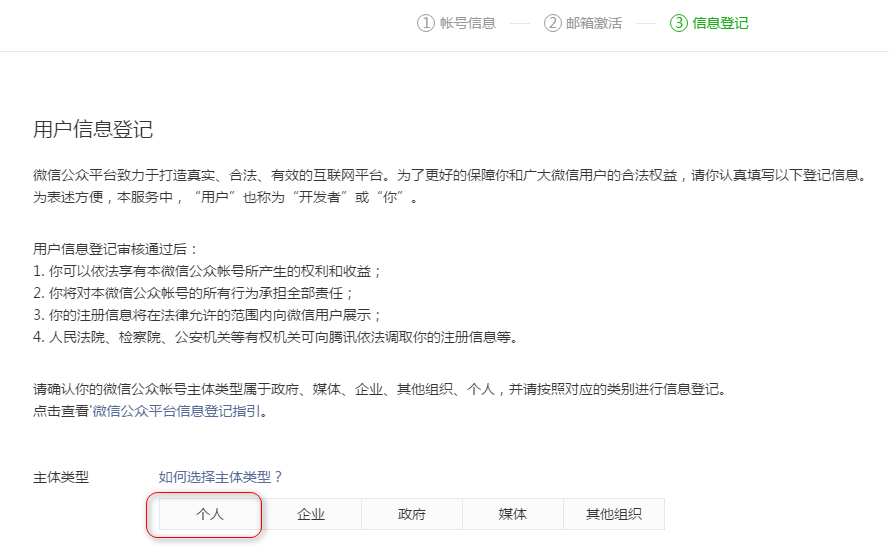 ① 帐号信息 ② 邮箱激活 ③ 信息登记
用户信息登记
微信公众平台致力于打造真实、合法、有效的互联网平台。为了更好的保障你和广大微信用户的合法权益，请你认真填写以下登记信息。
为表述方便，本服务中，“用户”也称为“开发者”或“你”。
用户信息登记审核通过后：
1. 你可以依法享有本微信公众帐号所产生的权利和收益；
2. 你将对本微信公众帐号的所有行为承担全部责任；
3. 你的注册信息将在法律允许的范围内向微信用户展示；
4. 人民法院、检察院、公安机关等有权机关可向腾讯依法调取你的注册信息等。
请确认你的微信公众帐号主体类型属于政府、媒体、企业、其他组织、个人，并请按照对应的类别进行信息登记。
点击查看'微信公众平台信息登记指引。
主体类型 如何选择主体类型？
个人 企业 政府 媒体 其他组织